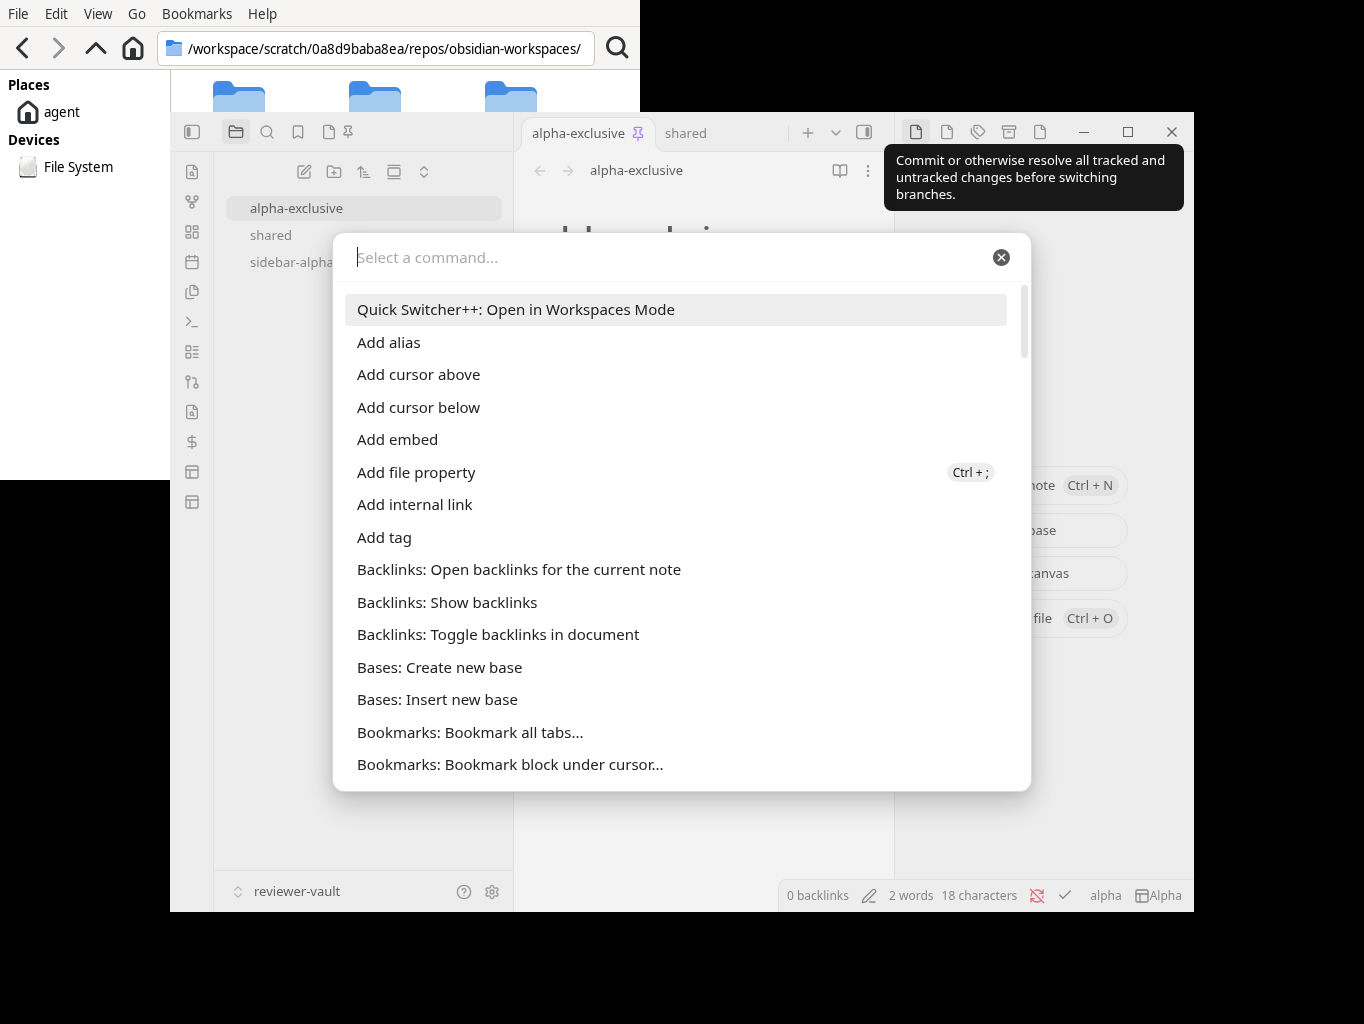 File Edit View Go Bookmarks Help
/workspace/scratch/0a8d9baba8ea/repos/obsidian-workspaces/
Places
agent
Devices
File System
alpha-exclusive
shared
alpha-exclusive
Commit or otherwise resolve all tracked and
untracked changes before switching
branches.
alpha-exclusive
shared
sidebar-alpha
Select a command...
Quick Switcher++: Open in Workspaces Mode
Add alias
Add cursor above
Add cursor below
Add embed
Add file property Ctrl + ;
Add internal link
Add tag
Backlinks: Open backlinks for the current note
Backlinks: Show backlinks
Backlinks: Toggle backlinks in document
Bases: Create new base
Bases: Insert new base
Bookmarks: Bookmark all tabs...
Bookmarks: Bookmark block under cursor...
note Ctrl + N
base
canvas
file Ctrl + O
reviewer-vault
0 backlinks 2 words 18 characters alpha Alpha